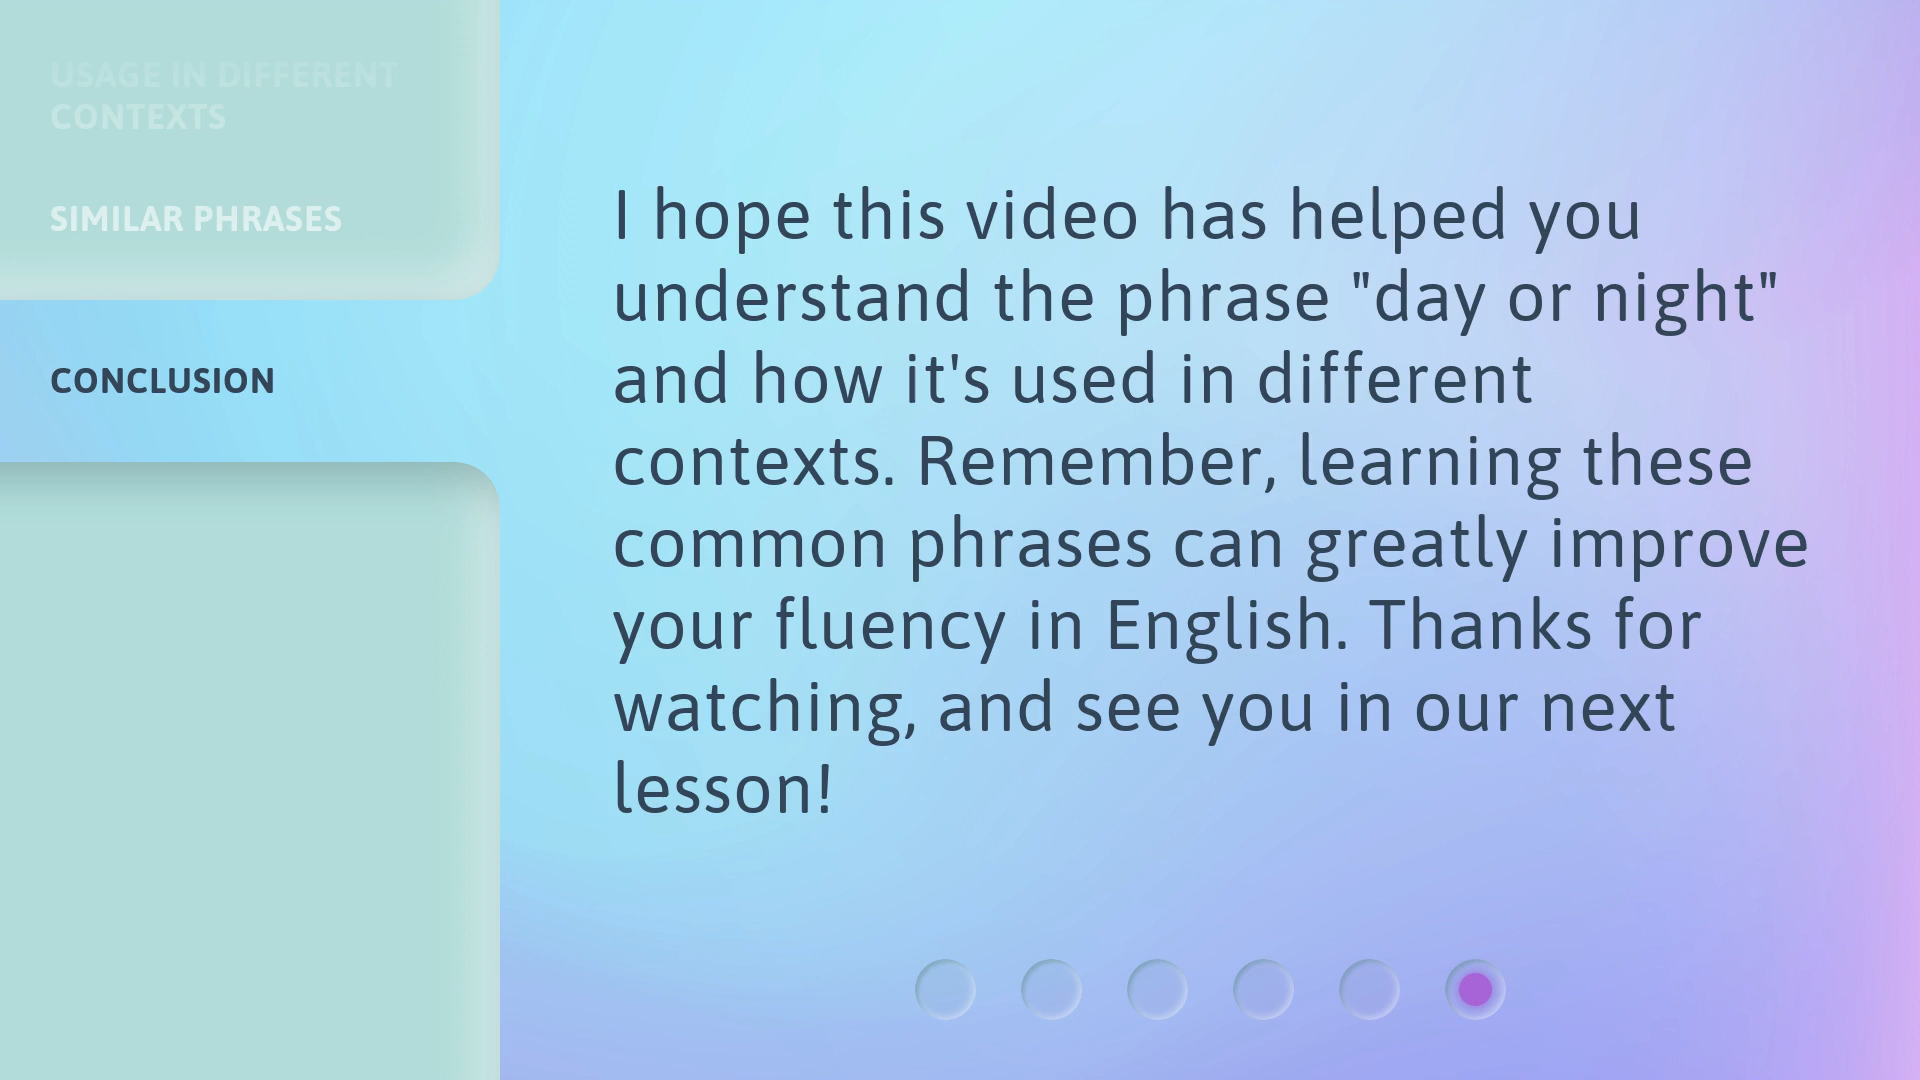 USAGE IN DIFFERENT
CONTEXTS
SIMILAR PHRASES
CONCLUSION
I hope this video has helped you
understand the phrase "day or night"
and how it's used in different
contexts. Remember, learning these
common phrases can greatly improve
your fluency in English. Thanks for
watching, and see you in our next
lesson!